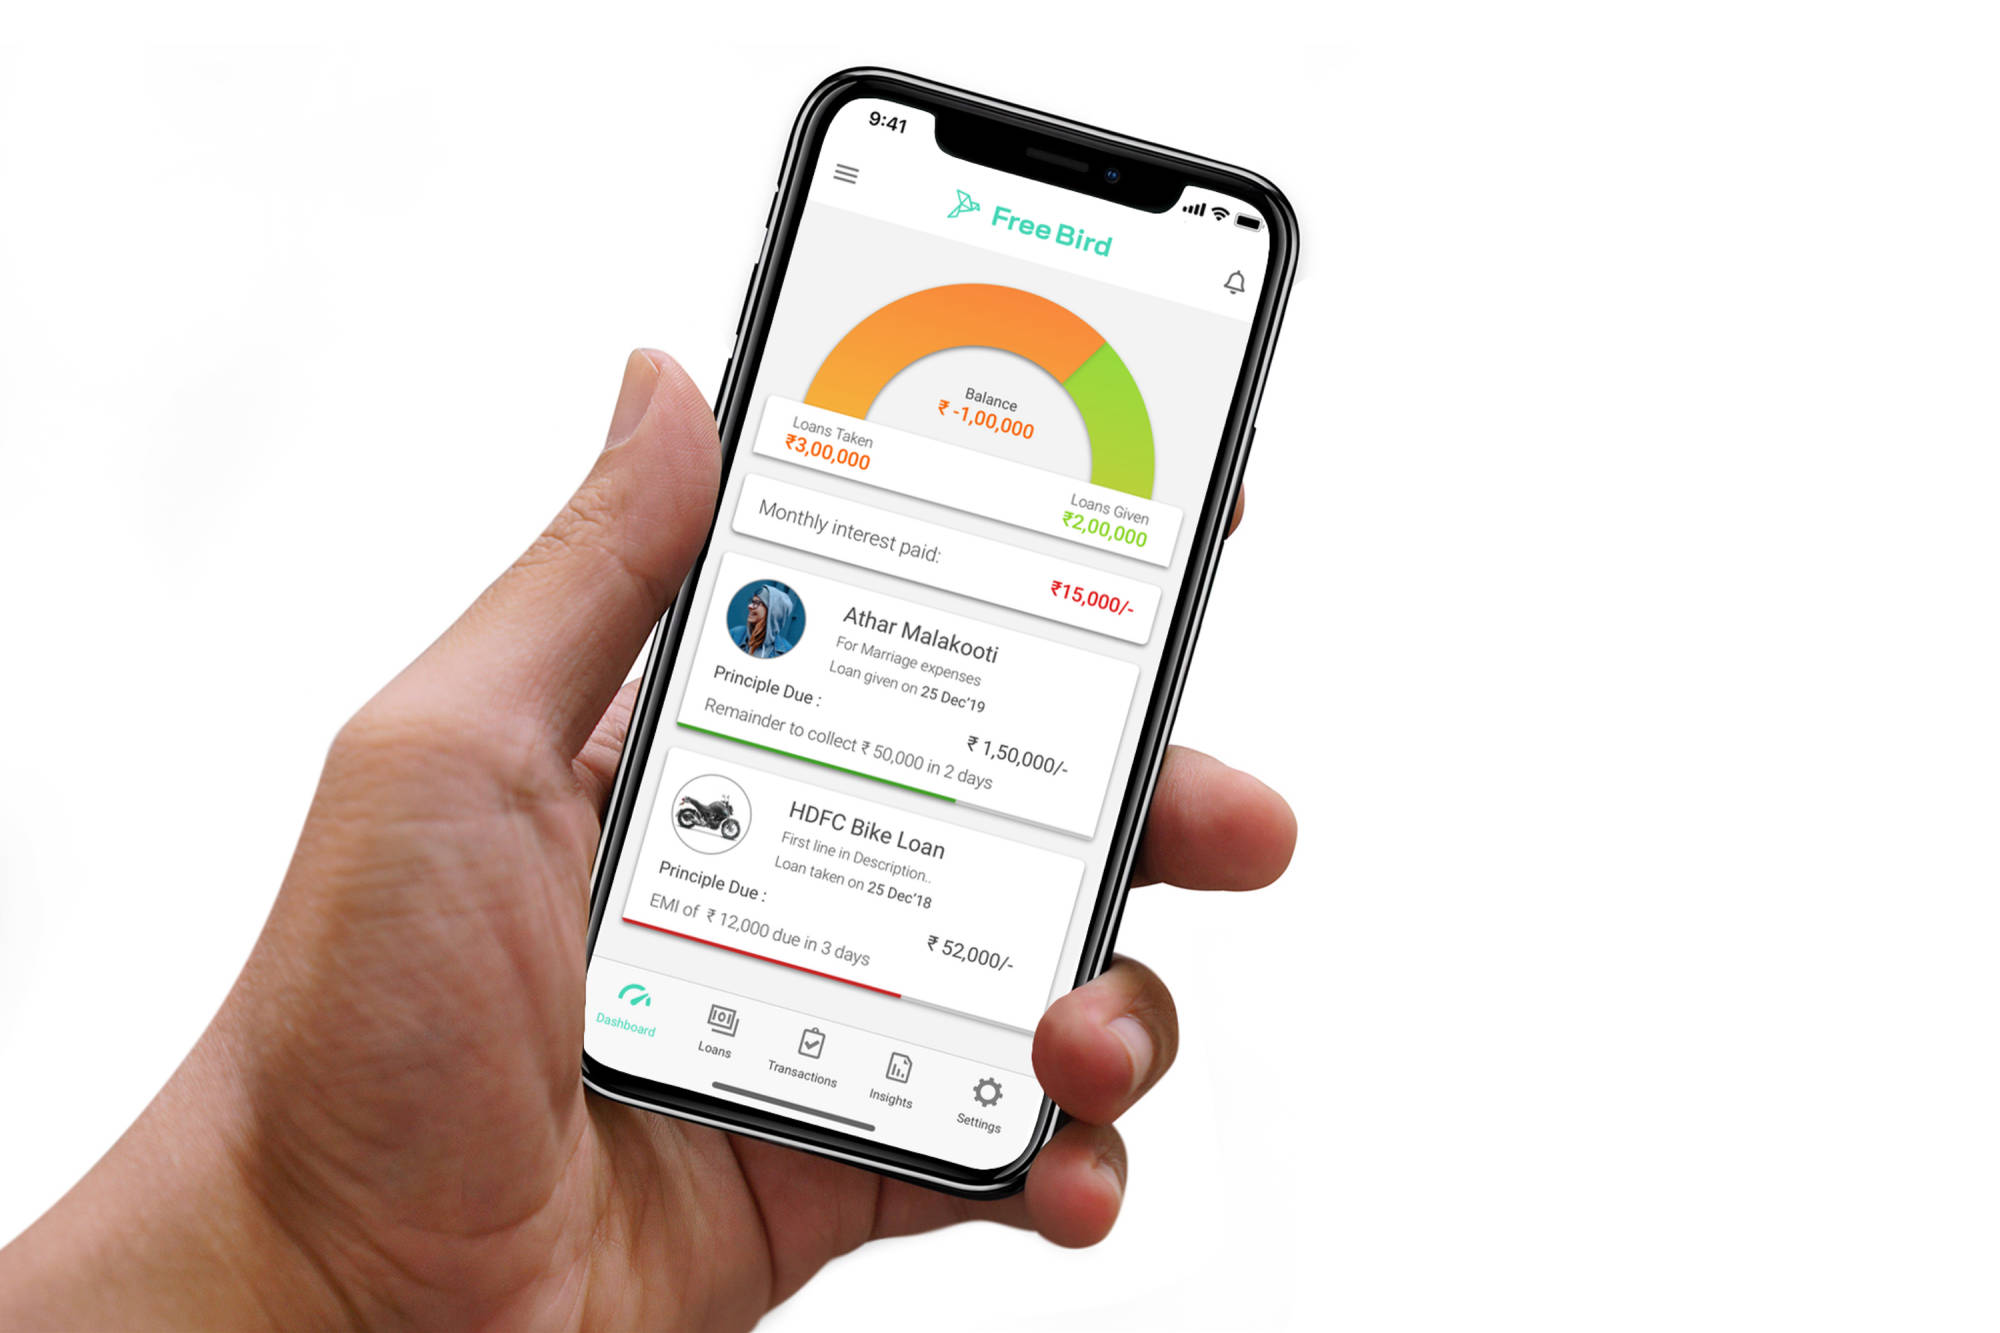 9:41
Free Bird
Balance
₹ -1,00,000
Loans Taken
₹3,00,000
Loans Given
₹2,00,000
Monthly interest paid:
₹15,000/-
Athar Malakooti
For Marriage expenses
Loan given on 25 Dec'19
Principle Due :
₹ 1,50,000/-
Remainder to collect ₹ 50,000 in 2 days
HDFC Bike Loan
First line in Description..
Loan taken on 25 Dec'18
Principle Due :
₹ 52,000/-
EMI of ₹ 12,000 due in 3 days
Dashboard
Loans
Transactions
Insights
Settings